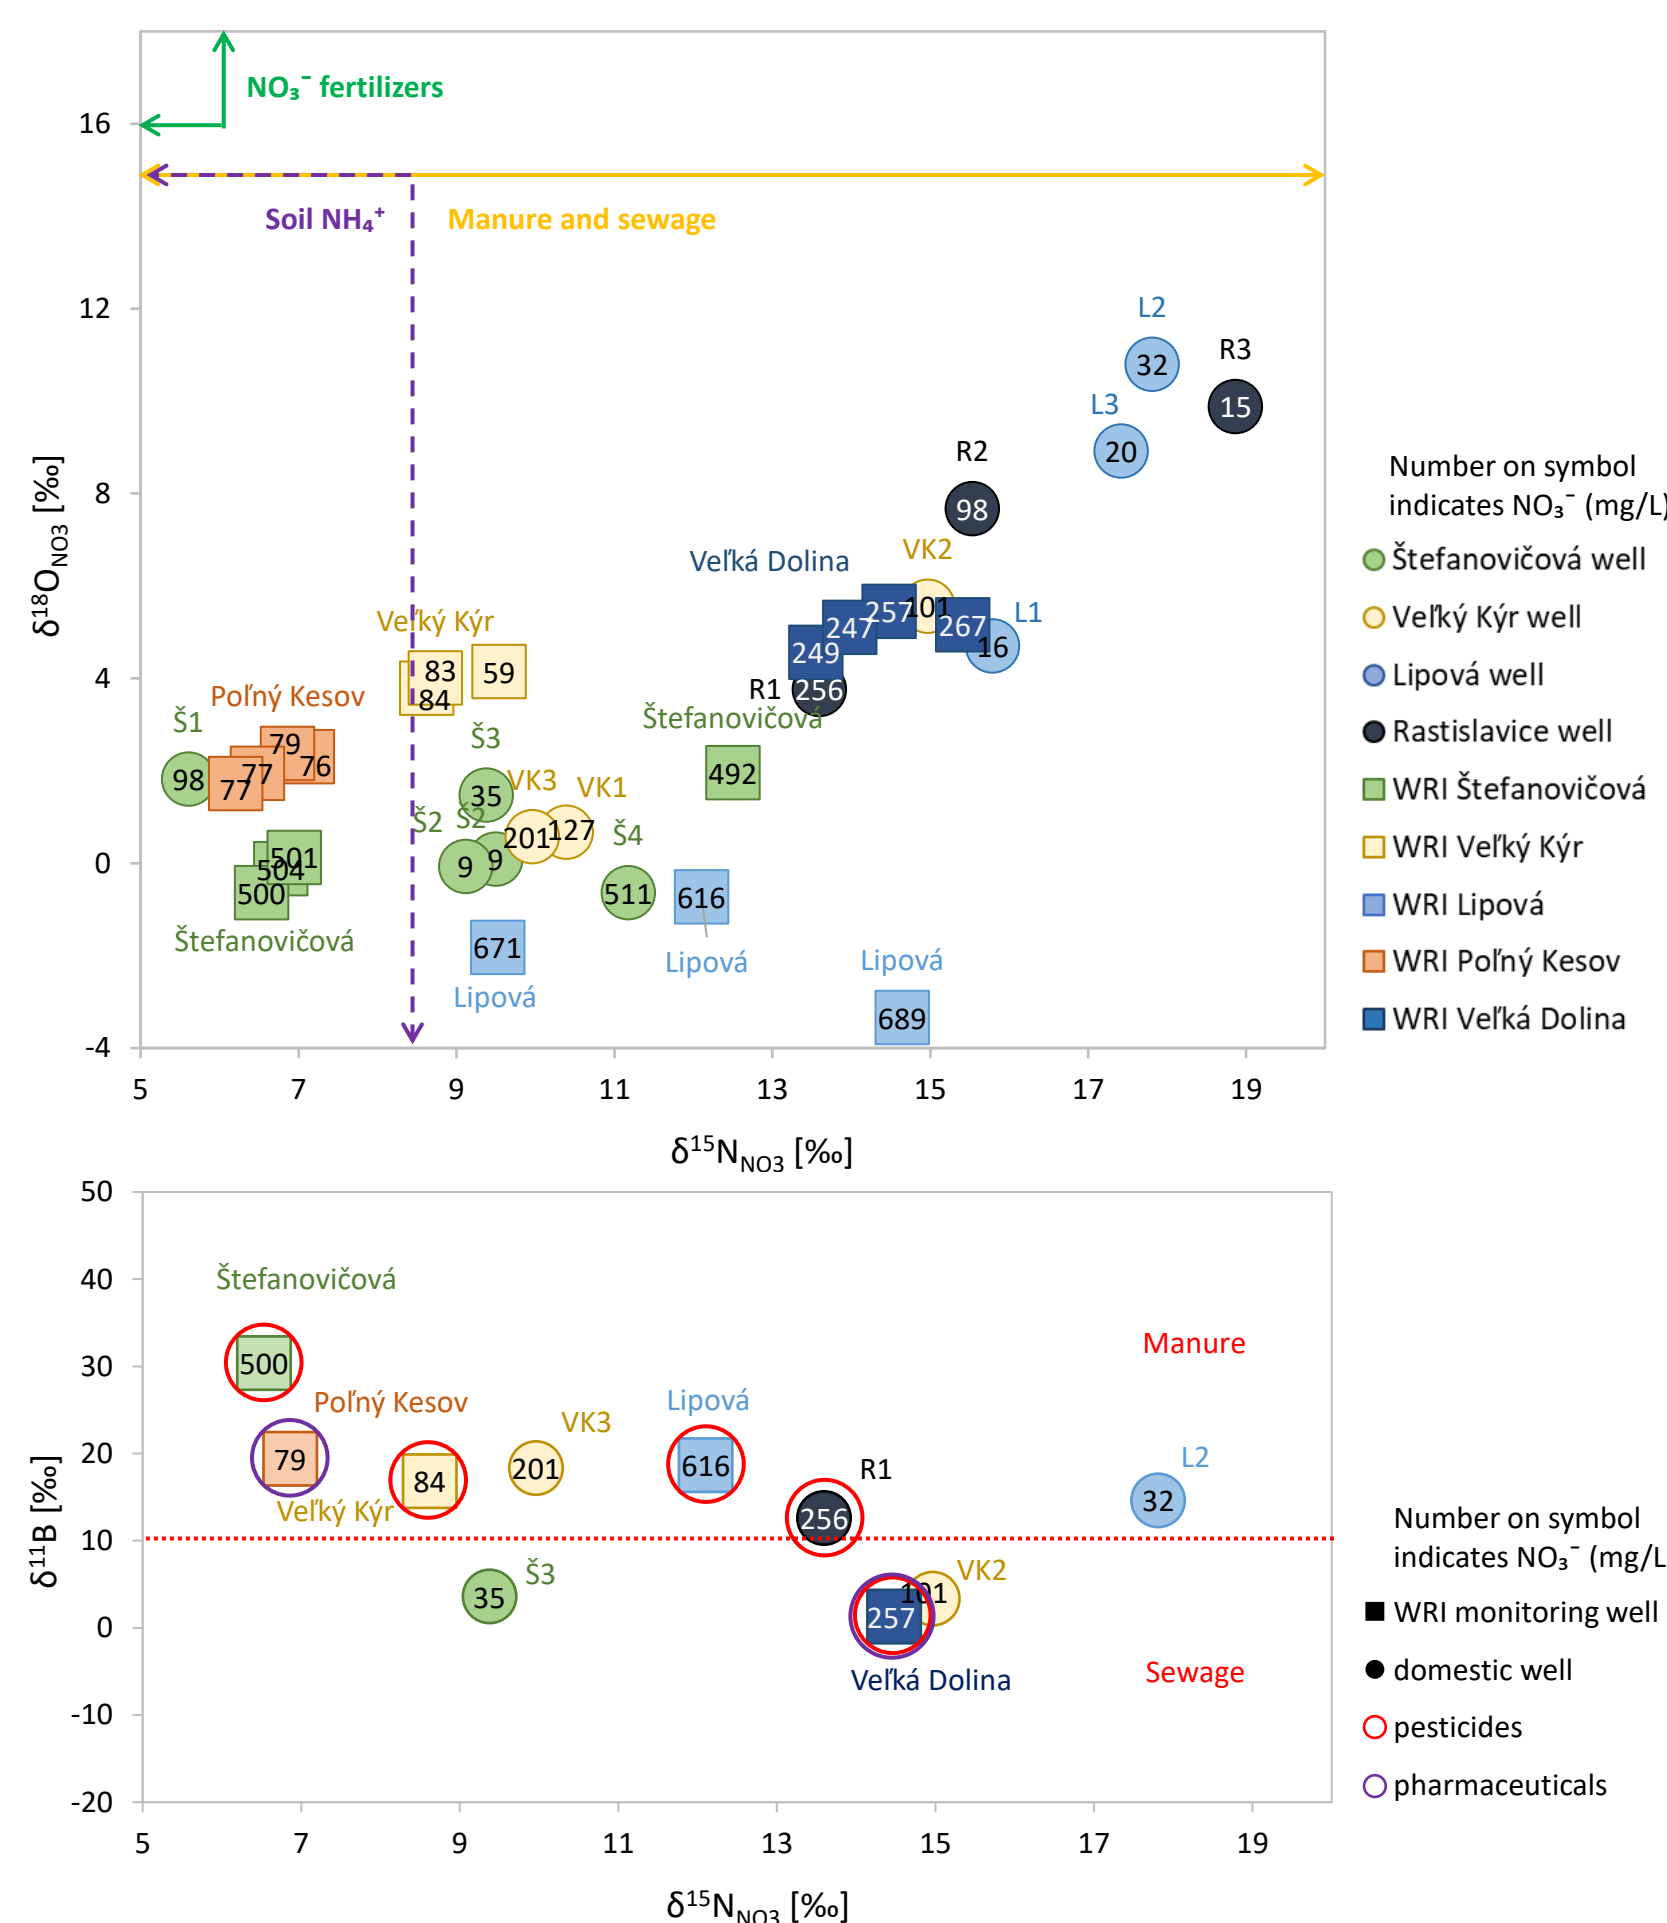 NO₃⁻ fertilizers
16
Soil NH₄⁺
Manure and sewage
12
8
4
0
-4
δ¹⁸O_NO3 [‰]
L2
32
R3
15
L3
20
R2
98
VK2
101
Veľká Dolina
257
247
249
267
L1
16
R1
256
Veľký Kýr
83
84
59
Poľný Kesov
79
76
77
77
Š1
98
Štefanovičová
492
Š3
35
VK3
201
VK1
127
Š2
Š2
9
9
Š4
511
501
504
500
Štefanovičová
616
Lipová
671
Lipová
Lipová
689
5 7 9 11 13 15 17 19
δ¹⁵N_NO3 [‰]
Number on symbol
indicates NO₃⁻ (mg/L)
Štefanovičová well
Veľký Kýr well
Lipová well
Rastislavice well
WRI Štefanovičová
WRI Veľký Kýr
WRI Lipová
WRI Poľný Kesov
WRI Veľká Dolina
50
40
30
20
10
0
-10
-20
δ¹¹B [‰]
Štefanovičová
500
Manure
Poľný Kesov
79
Veľký Kýr
84
VK3
201
Lipová
616
R1
256
L2
32
Š3
35
VK2
101
257
Veľká Dolina
Sewage
5 7 9 11 13 15 17 19
δ¹⁵N_NO3 [‰]
Number on symbol
indicates NO₃⁻ (mg/L
WRI monitoring well
domestic well
pesticides
pharmaceuticals